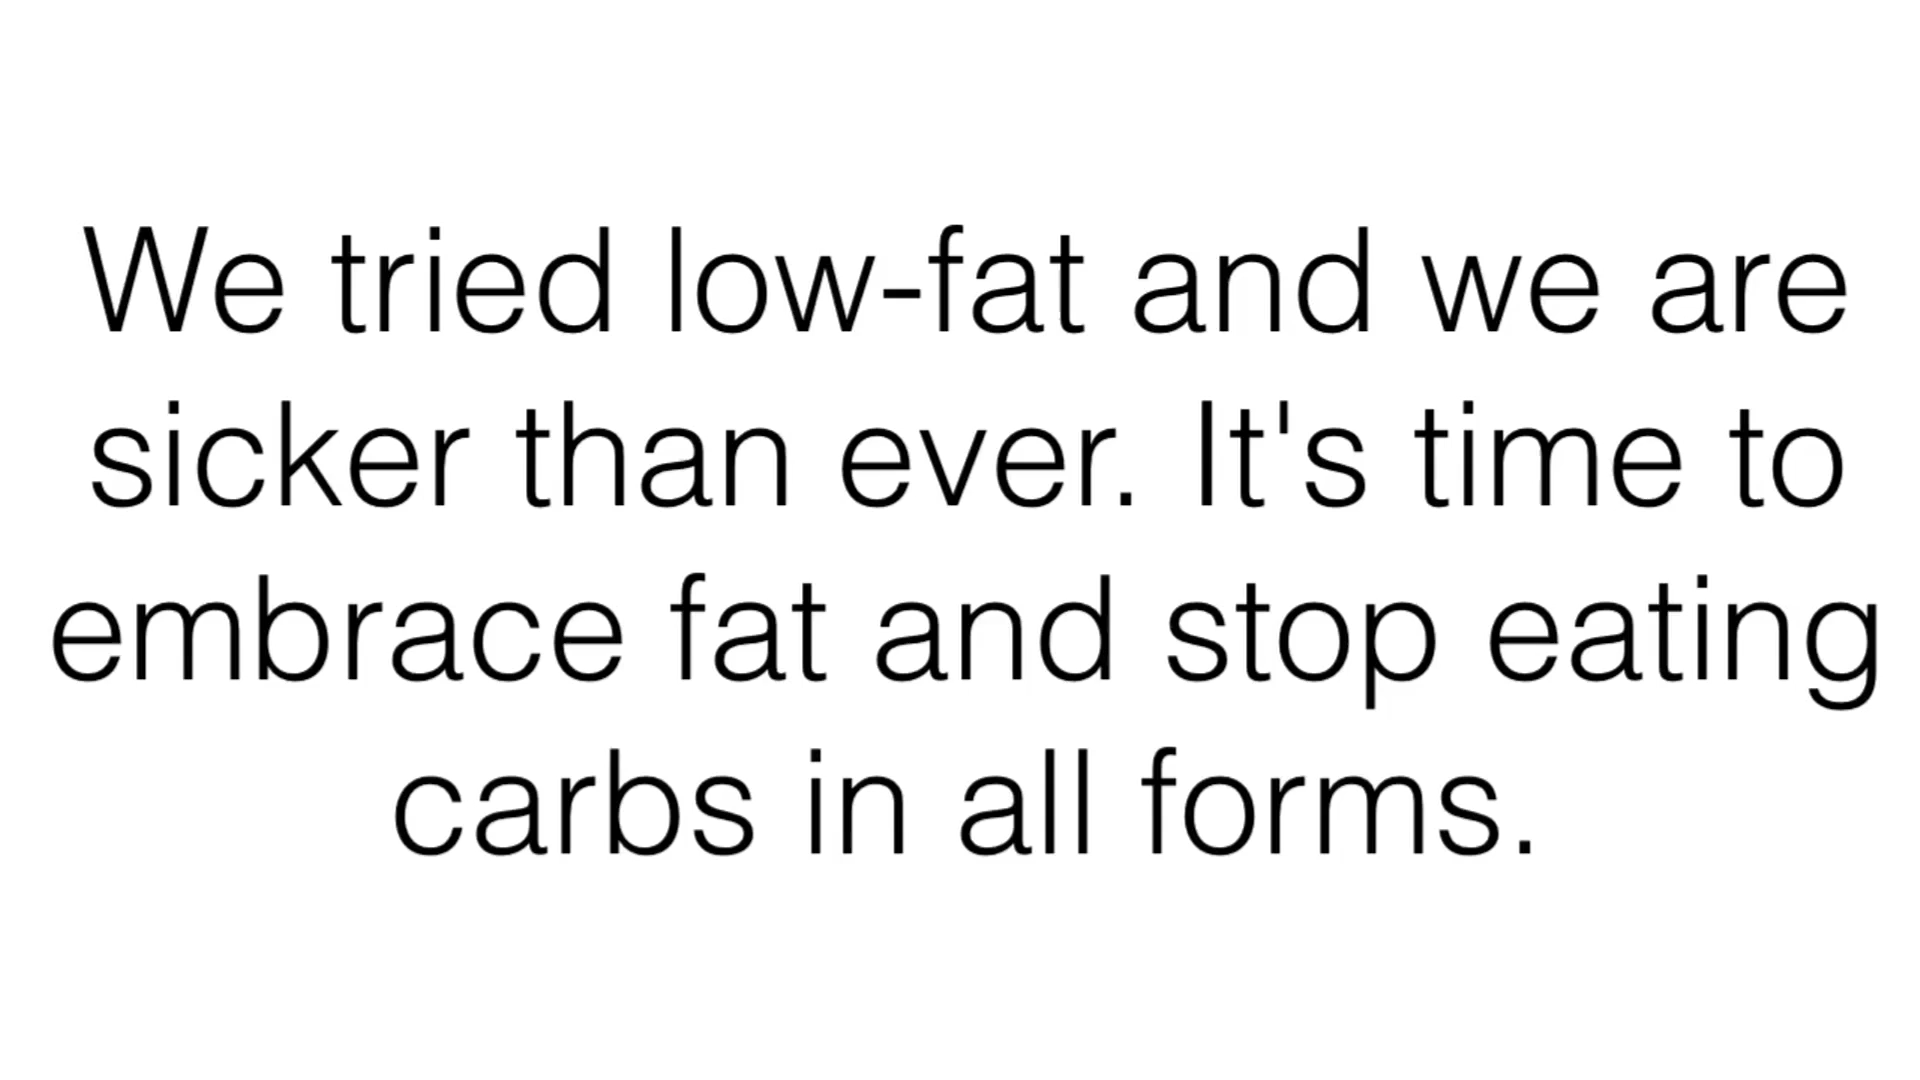 We tried low-fat and we are
sicker than ever. It's time to
embrace fat and stop eating
carbs in all forms.